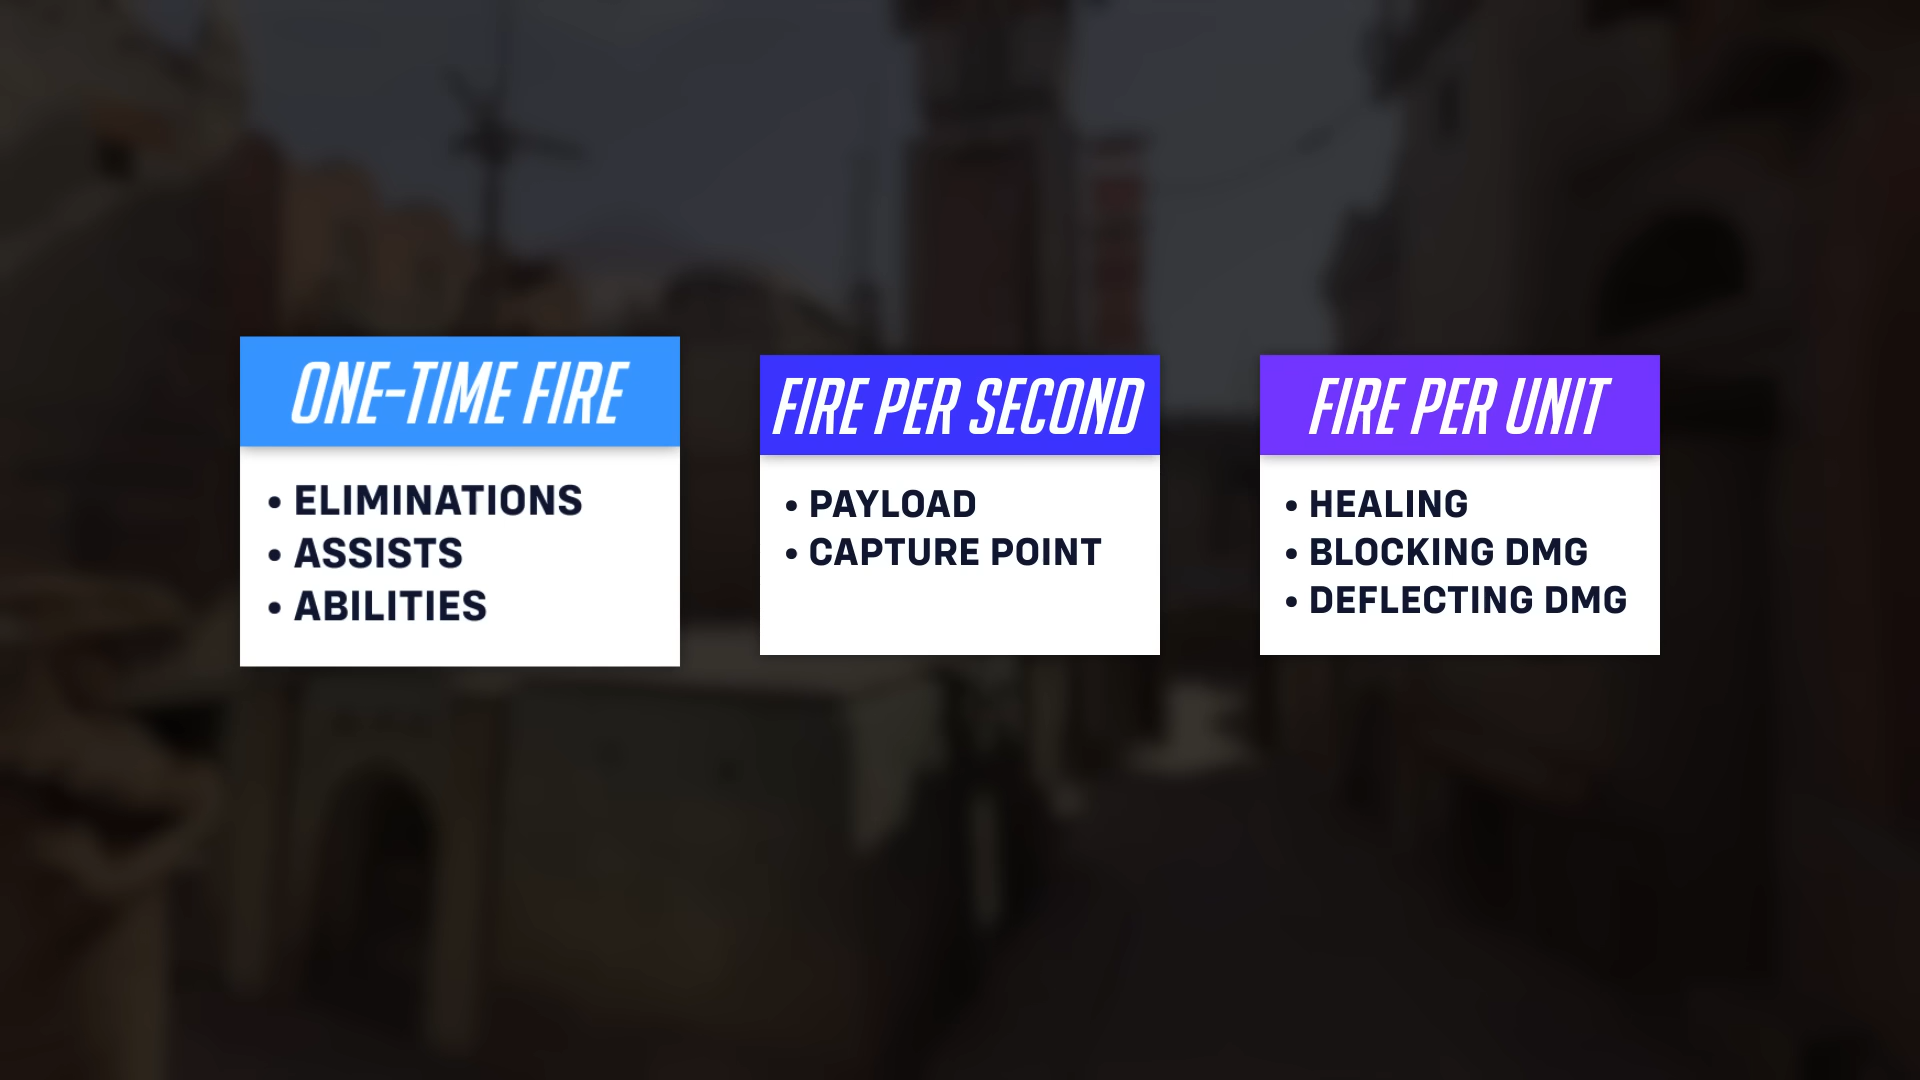 ONE-TIME FIRE
• ELIMINATIONS
• ASSISTS
• ABILITIES
FIRE PER SECOND
• PAYLOAD
• CAPTURE POINT
FIRE PER UNIT
• HEALING
• BLOCKING DMG
• DEFLECTING DMG